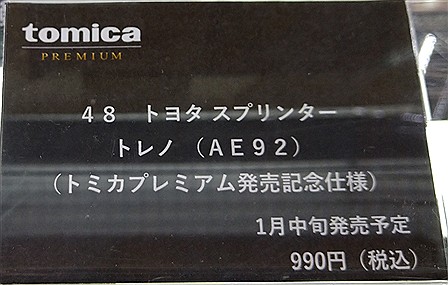 tomica
PREMIUM
48 トヨタ スプリンター
トレノ （AE92）
（トミカプレミアム発売記念仕様）
1月中旬発売予定
990円（税込）